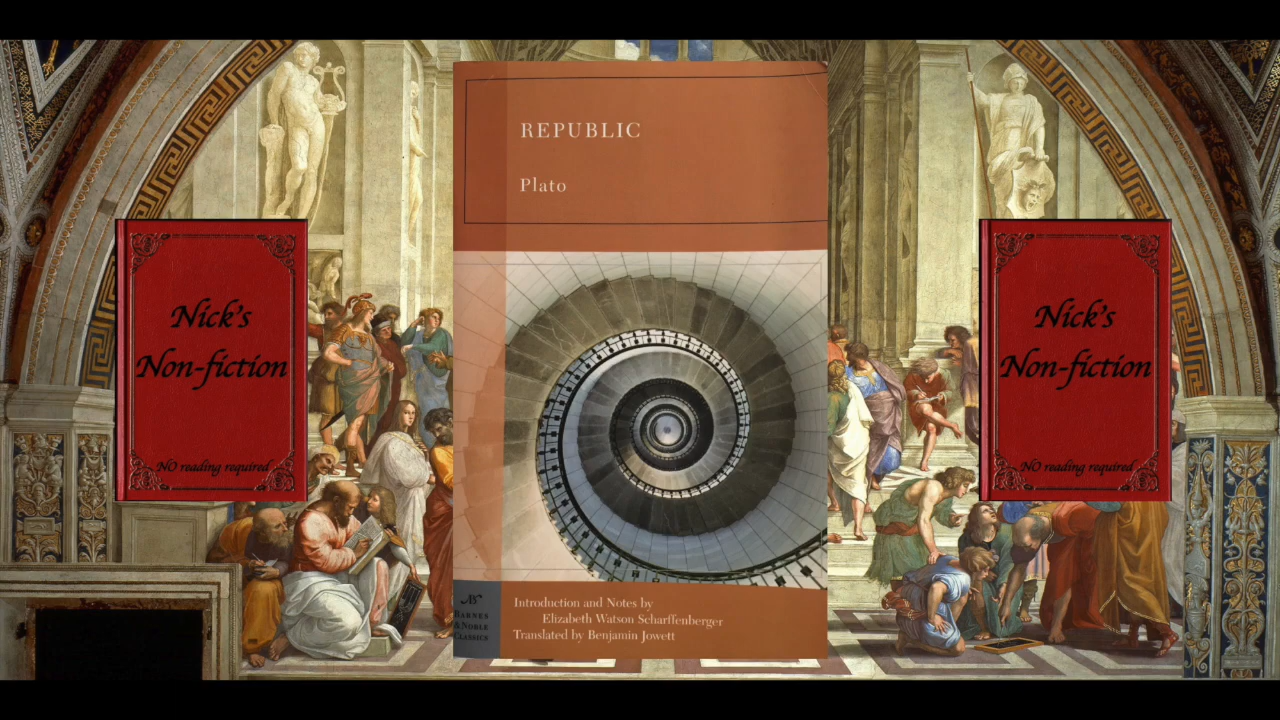 Nick's
Non-fiction
NO reading required
REPUBLIC
Plato
BARNES
& NOBLE
CLASSICS
Introduction and Notes by
Elizabeth Watson Scharffenberger
Translated by Benjamin Jowett
Nick's
Non-fiction
NO reading required